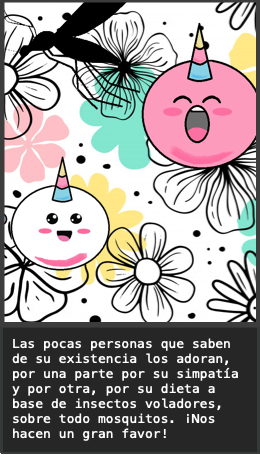 Las pocas personas que saben
de su existencia los adoran,
por una parte por su simpatía
y por otra, por su dieta a
base de insectos voladores,
sobre todo mosquitos. ¡Nos
hacen un gran favor!